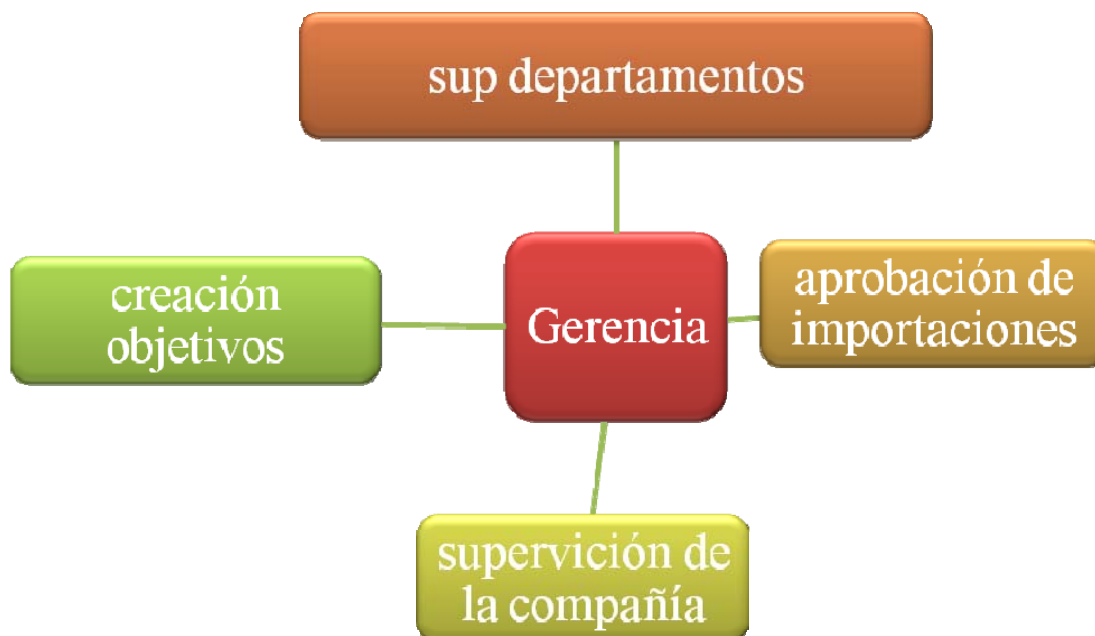 sup departamentos
creación
objetivos
Gerencia
aprobación de
importaciones
supervición de
la compañía